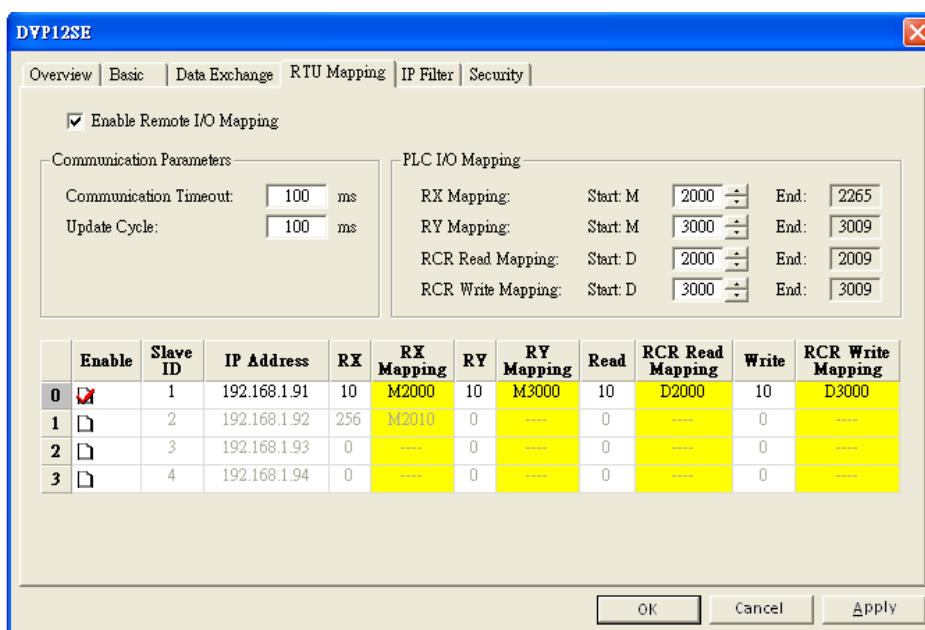 DVP12SE
Overview Basic Data Exchange RTU Mapping IP Filter Security
Enable Remote I/O Mapping
Communication Parameters
Communication Timeout: 100 ms
Update Cycle: 100 ms
PLC I/O Mapping
RX Mapping: Start: M 2000 End: 2265
RY Mapping: Start: M 3000 End: 3009
RCR Read Mapping: Start: D 2000 End: 2009
RCR Write Mapping: Start: D 3000 End: 3009
Enable Slave ID IP Address RX RX Mapping RY RY Mapping Read RCR Read Mapping Write RCR Write Mapping
0 1 192.168.1.91 10 M2000 10 M3000 10 D2000 10 D3000
1 2 192.168.1.92 256 M2010 0 ---- 0 ---- 0 ----
2 3 192.168.1.93 0 ---- 0 ---- 0 ---- 0 ----
3 4 192.168.1.94 0 ---- 0 ---- 0 ---- 0 ----
OK Cancel Apply